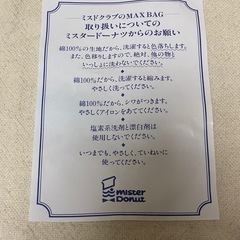 ミスドクラブのMAX BAG
取り扱いについての
ミスタードーナツからのお願い
綿100%の生地だから、洗濯すると色落ちします。
また、色移りしますので、絶対、他の物と
いっしょに洗わないでください。
綿100%だから、洗濯すると縮みます。
やさしく洗ってください。
綿100%だから、シワがつきます。
やさしくアイロンをあててください。
塩素系洗剤と漂白剤は
使用しないでください。
いつまでも、やさしく、ていねいに
使ってください。
mister
Donut